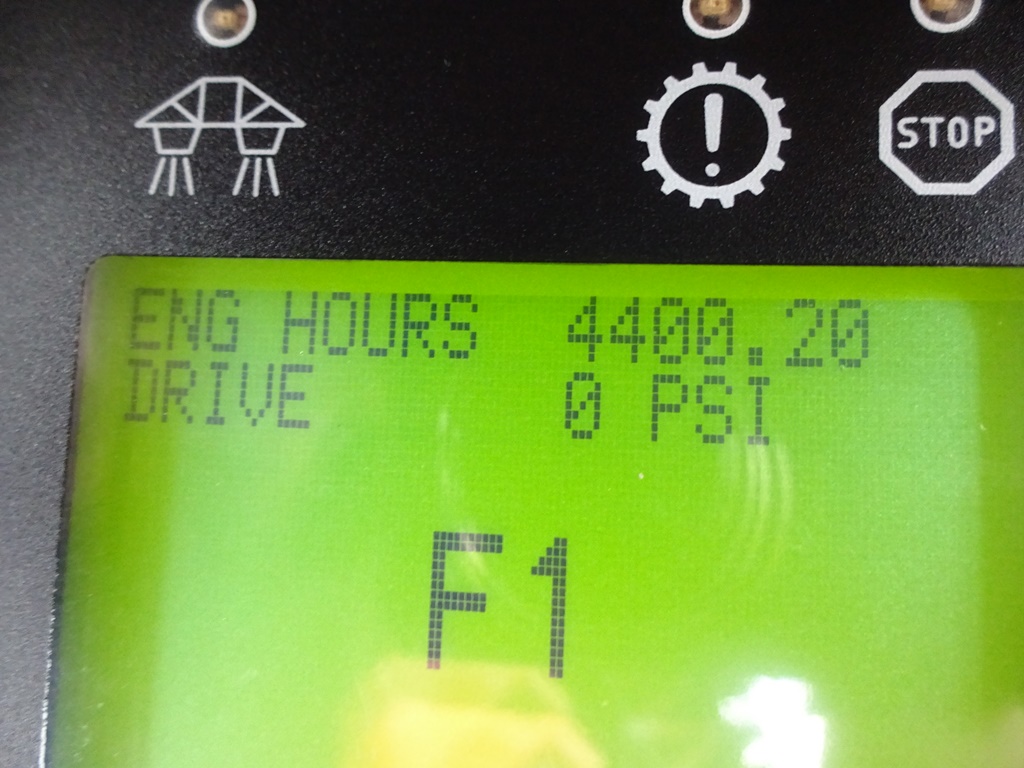 STOP
ENG HOURS 4400.20
DRIVE 0 PSI
F1